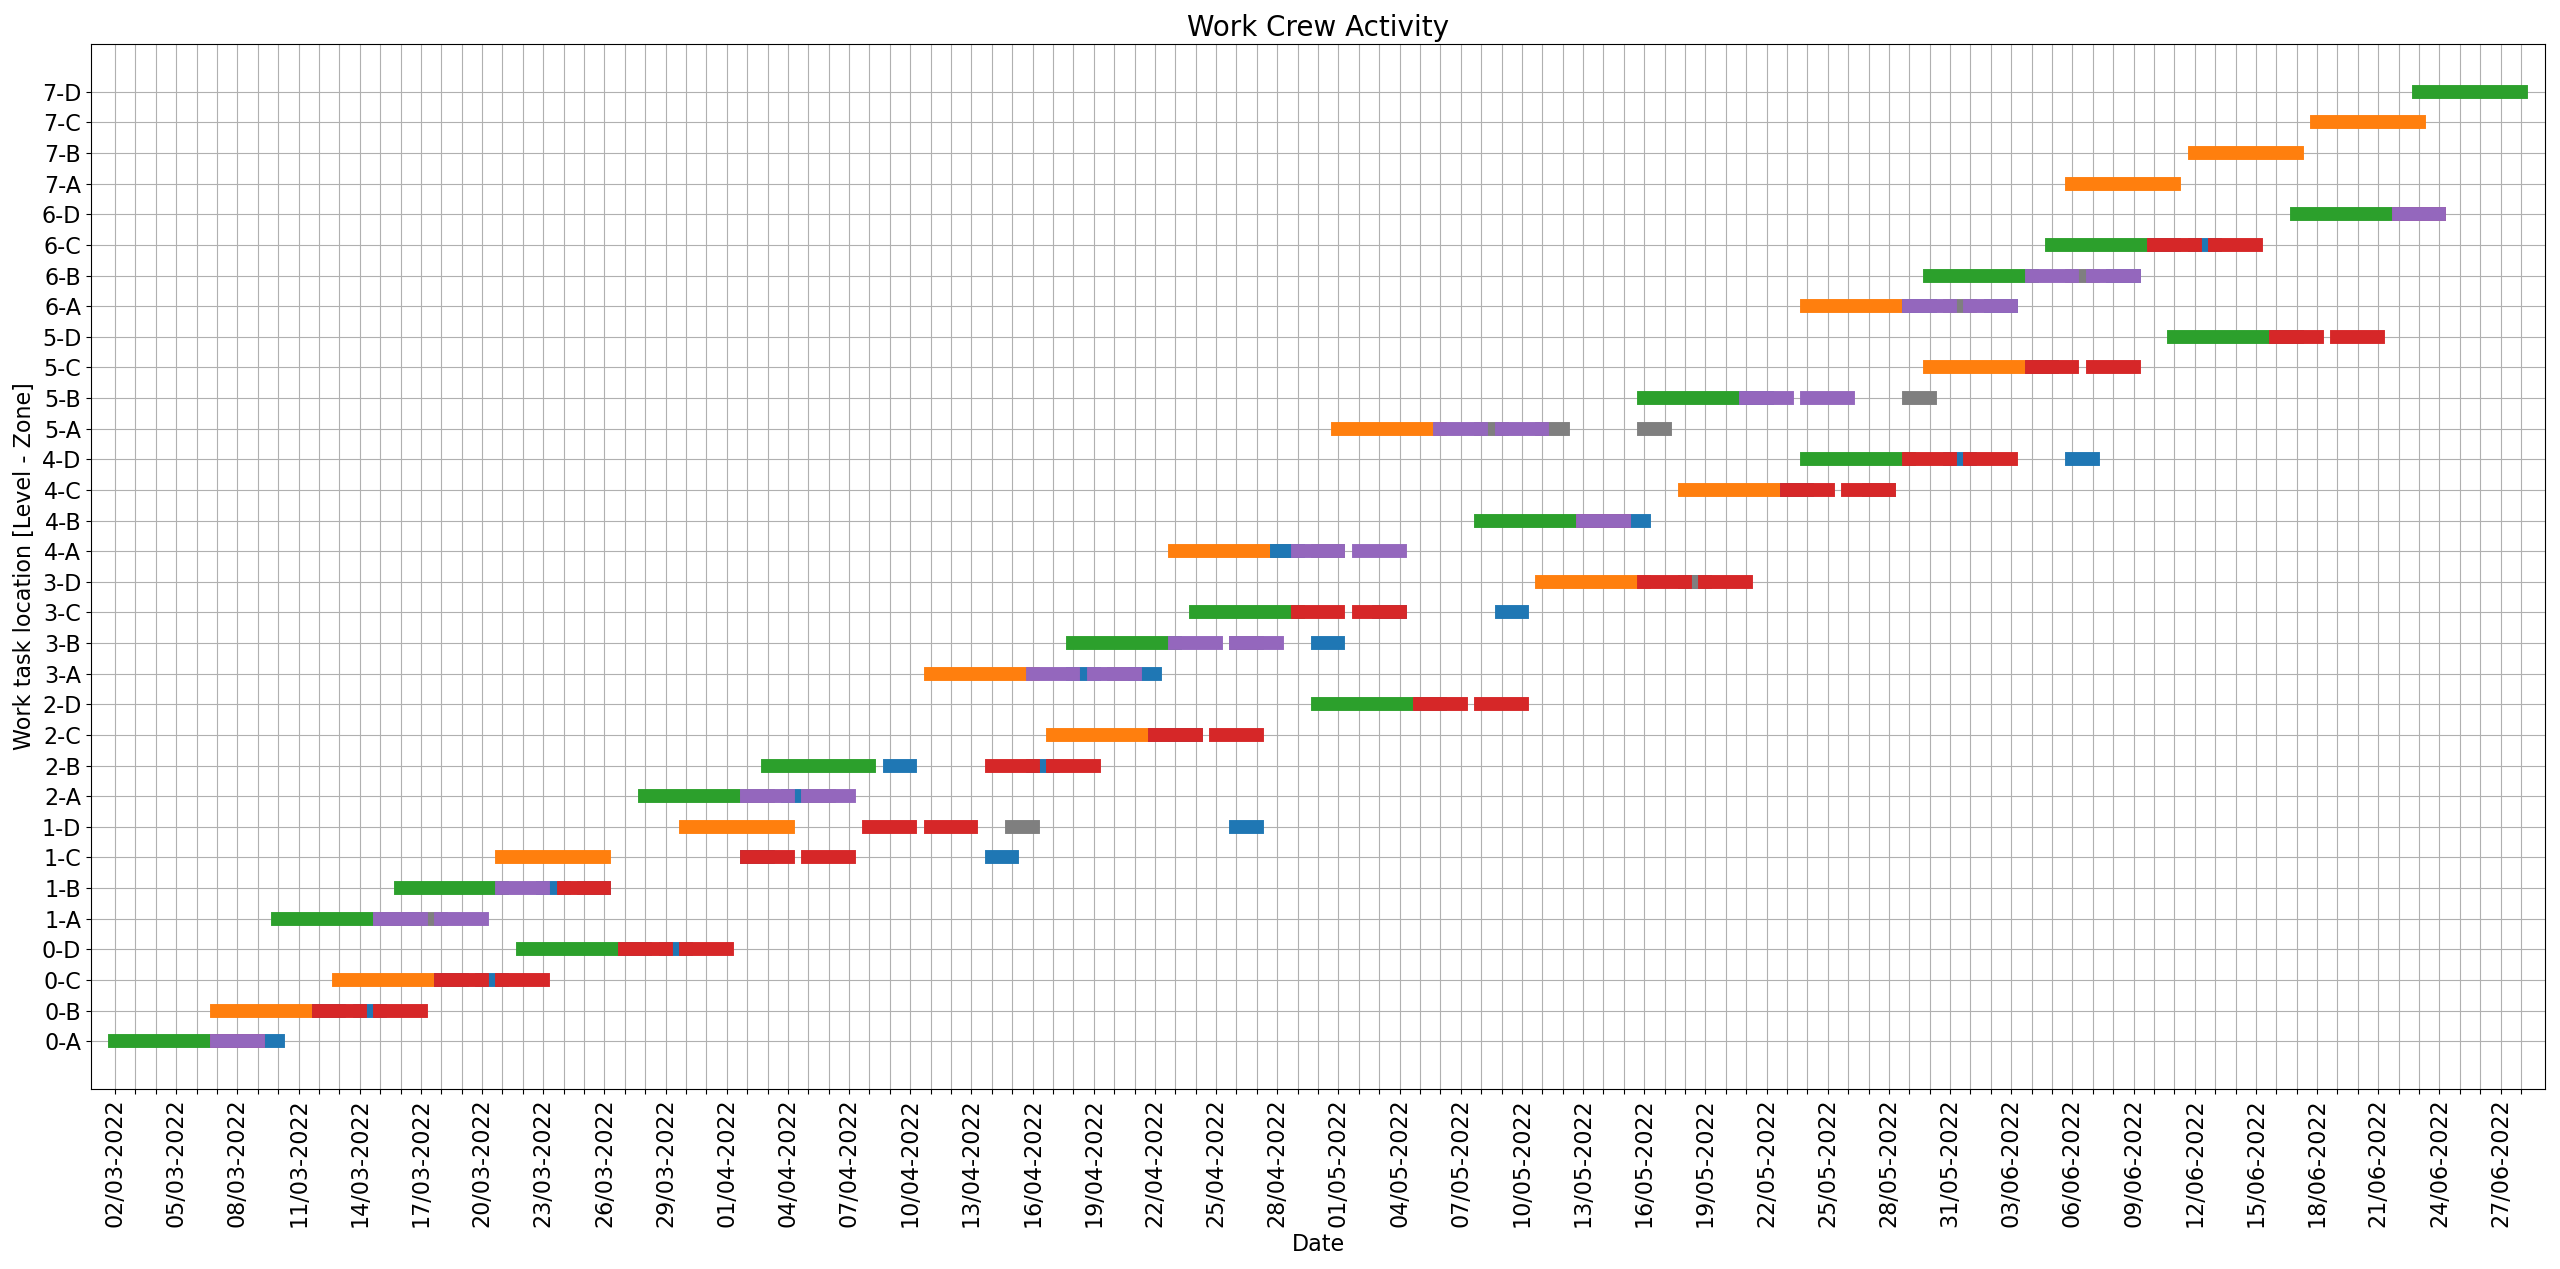 Work Crew Activity
7-D
7-C
7-B
7-A
6-D
6-C
6-B
6-A
5-D
5-C
5-B
5-A
4-D
4-C
4-B
4-A
3-D
3-C
3-B
3-A
2-D
2-C
2-B
2-A
1-D
1-C
1-B
1-A
0-D
0-C
0-B
0-A
Work task location [Level - Zone]
02/03-2022
05/03-2022
08/03-2022
11/03-2022
14/03-2022
17/03-2022
20/03-2022
23/03-2022
26/03-2022
29/03-2022
01/04-2022
04/04-2022
07/04-2022
10/04-2022
13/04-2022
16/04-2022
19/04-2022
22/04-2022
25/04-2022
28/04-2022
01/05-2022
04/05-2022
07/05-2022
10/05-2022
13/05-2022
16/05-2022
19/05-2022
22/05-2022
25/05-2022
28/05-2022
31/05-2022
03/06-2022
06/06-2022
09/06-2022
12/06-2022
15/06-2022
18/06-2022
21/06-2022
24/06-2022
27/06-2022
Date